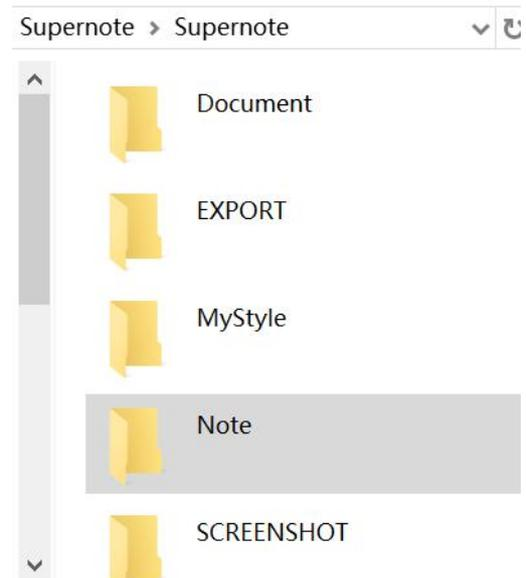 Supernote > Supernote
Document
EXPORT
MyStyle
Note
SCREENSHOT